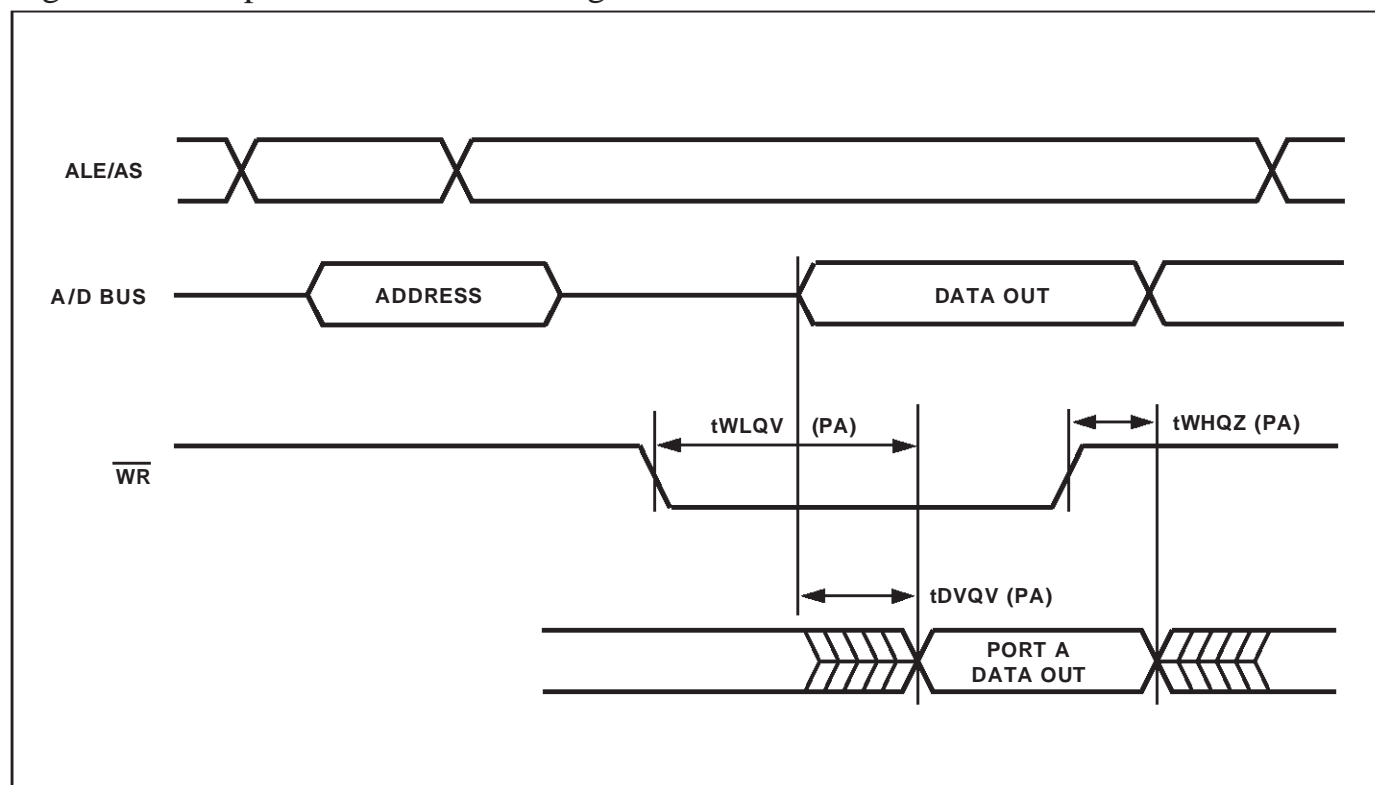 ALE/AS
A/D BUS
ADDRESS
DATA OUT
tWLQV (PA)
tWHQZ (PA)
WR
tDVQV (PA)
PORT A
DATA OUT